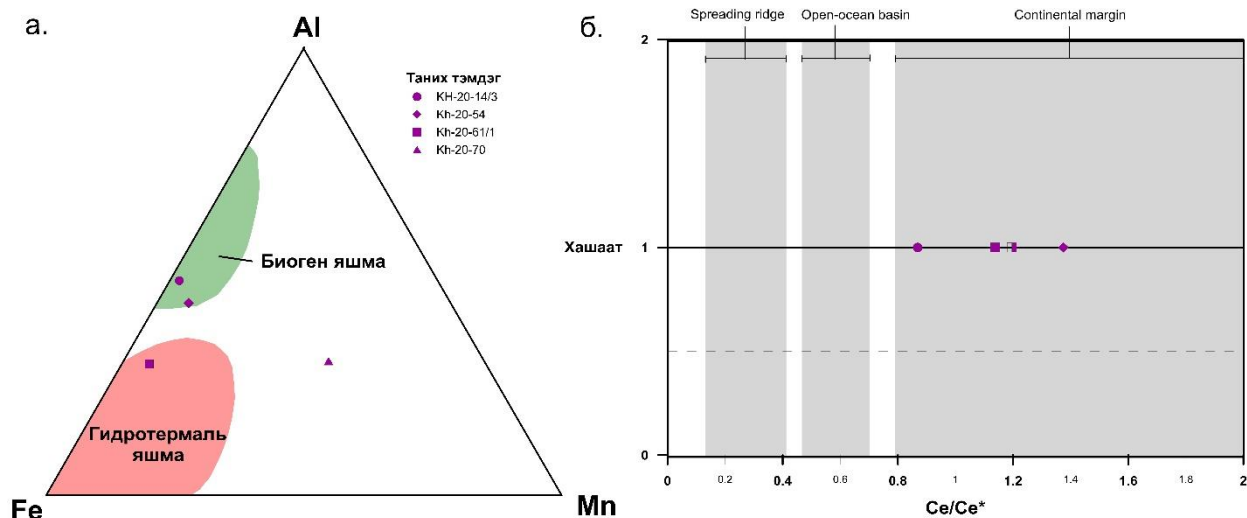 а.
Al
Таних тэмдэг
KH-20-14/3
Kh-20-54
Kh-20-61/1
Kh-20-70
Биоген яшма
Гидротермаль
яшма
Fe
Mn
б.
Spreading ridge
Open-ocean basin
Continental margin
2
Хашаат
1
0
0
0.2
0.4
0.6
0.8
1
1.2
1.4
1.6
1.8
2
Ce/Ce*